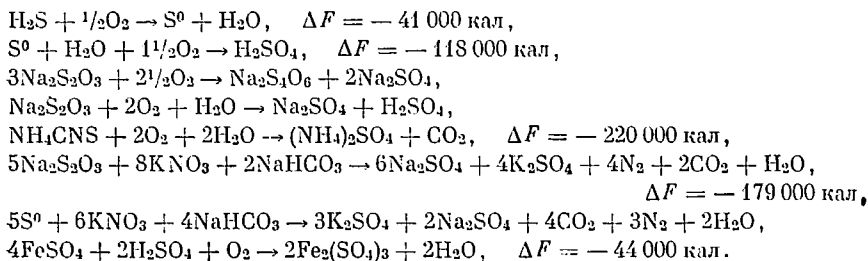 H₂S + ¹/₂O₂ → S⁰ + H₂O, ΔF = — 41 000 кал,
S⁰ + H₂O + 1¹/₂O₂ → H₂SO₄, ΔF = — 118 000 кал,
3Na₂S₂O₃ + 2¹/₂O₂ → Na₂S₄O₆ + 2Na₂SO₄,
Na₂S₂O₃ + 2O₂ + H₂O → Na₂SO₄ + H₂SO₄,
NH₄CNS + 2O₂ + 2H₂O → (NH₄)₂SO₄ + CO₂, ΔF = — 220 000 кал,
5Na₂S₂O₃ + 8KNO₃ + 2NaHCO₃ → 6Na₂SO₄ + 4K₂SO₄ + 4N₂ + 2CO₂ + H₂O,
ΔF = — 179 000 кал,
5S⁰ + 6KNO₃ + 4NaHCO₃ → 3K₂SO₄ + 2Na₂SO₄ + 4CO₂ + 3N₂ + 2H₂O,
4FeSO₄ + 2H₂SO₄ + O₂ → 2Fe₂(SO₄)₃ + 2H₂O, ΔF = — 44 000 кал.